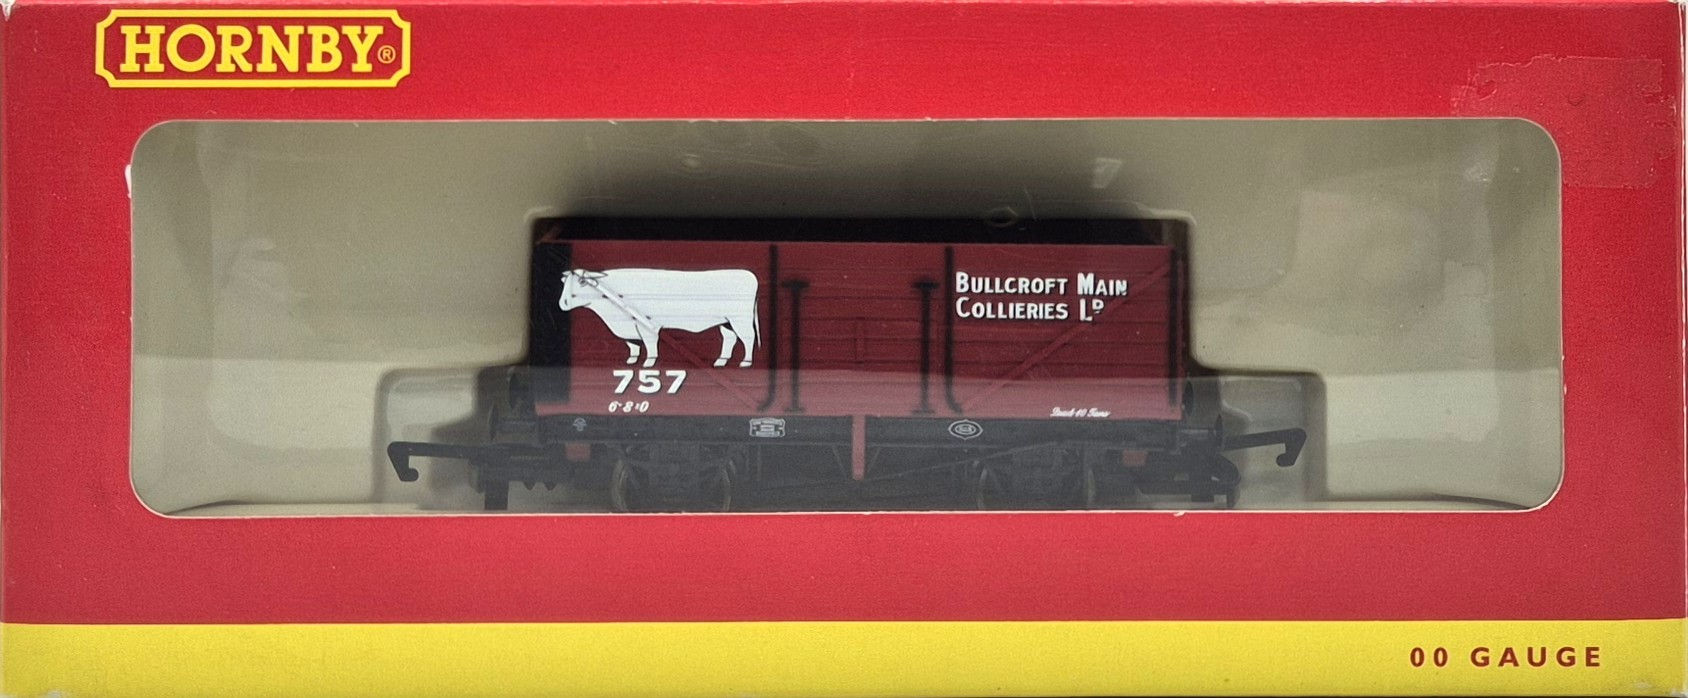 HORNBY®
BULLCROFT MAIN
COLLIERIES LD
757
6·8·0
00 GAUGE